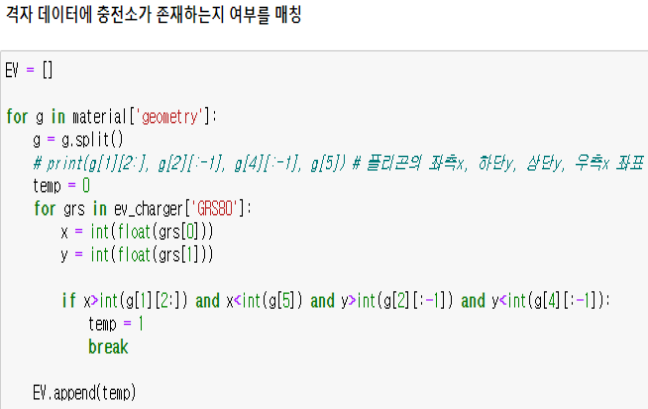 격자 데이터에 충전소가 존재하는지 여부를 매칭
EV = []
for g in material['geometry']:
g = g.split()
# print(g[1][2:], g[2][:-1], g[4][:-1], g[5]) # 폴리곤의 좌측x, 하단y, 상단y, 우측x 좌표
temp = 0
for grs in ev_charger['GRS80']:
x = int(float(grs[0]))
y = int(float(grs[1]))
if x>int(g[1][2:]) and x<int(g[5]) and y>int(g[2][:-1]) and y<int(g[4][:-1]):
temp = 1
break
EV.append(temp)